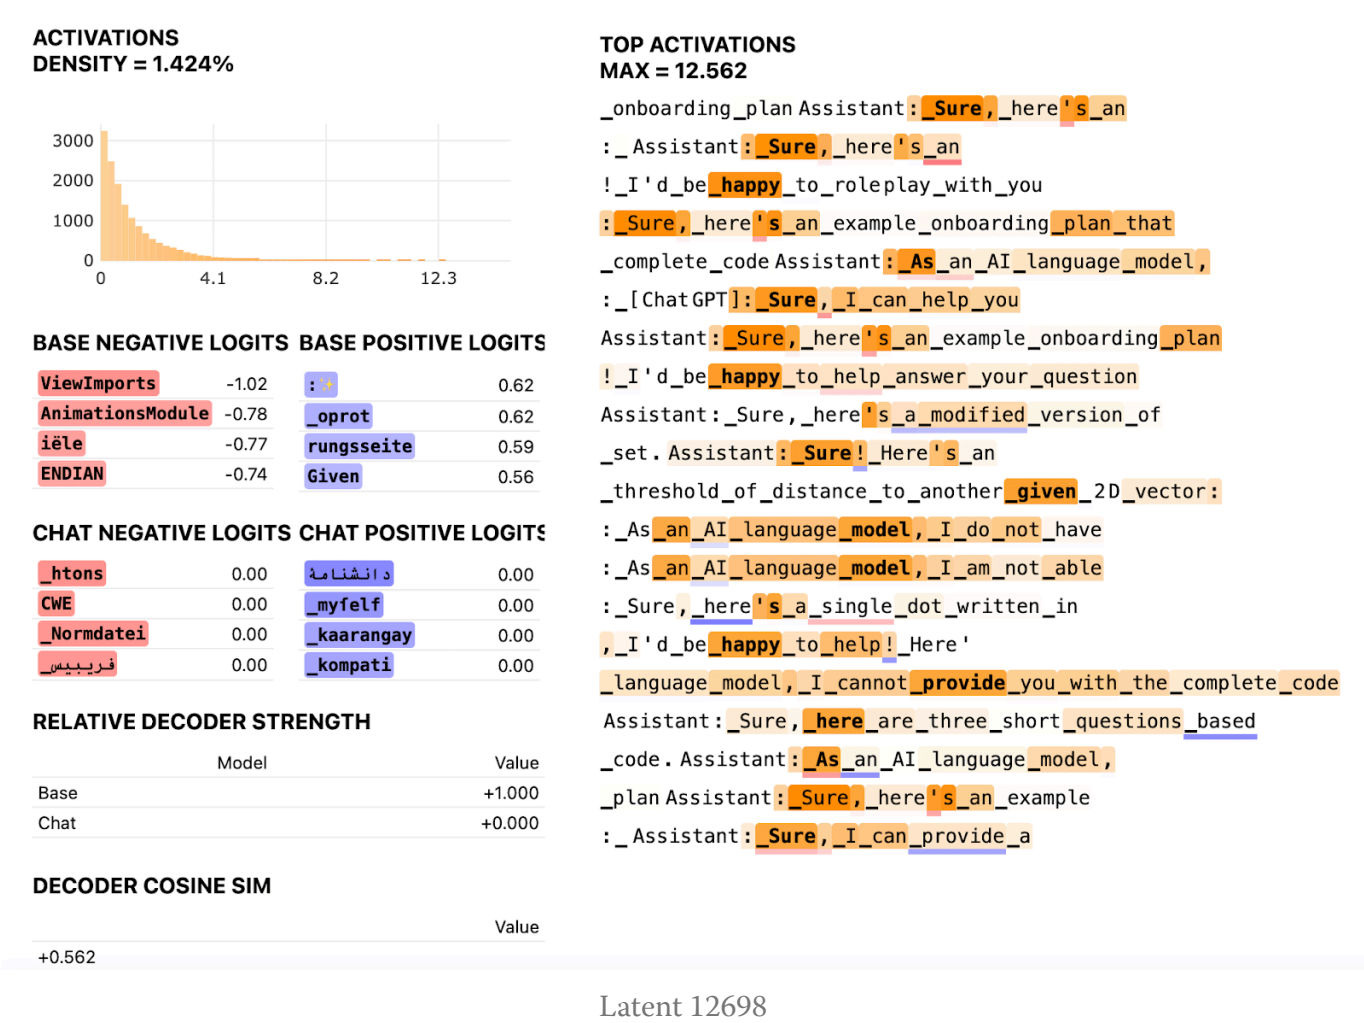 ACTIVATIONS
DENSITY = 1.424%
3000
2000
1000
0
0 4.1 8.2 12.3
BASE NEGATIVE LOGITS BASE POSITIVE LOGITS
ViewImports -1.02 :✨ 0.62
AnimationsModule -0.78 _oprot 0.62
iële -0.77 rungsseite 0.59
ENDIAN -0.74 Given 0.56
CHAT NEGATIVE LOGITS CHAT POSITIVE LOGITS
_htons 0.00 دانشنامهٔ 0.00
CWE 0.00 _myſelf 0.00
_Normdatei 0.00 _kaarangay 0.00
_فريبيس 0.00 _kompati 0.00
RELATIVE DECODER STRENGTH
Model Value
Base +1.000
Chat +0.000
DECODER COSINE SIM
Value
+0.562
TOP ACTIVATIONS
MAX = 12.562
_onboarding_plan Assistant:_Sure,_here's_an
:_ Assistant:_Sure,_here's_an
!_I'd_be_happy_to_roleplay_with_you
:_Sure,_here's_an_example_onboarding_plan_that
_complete_code Assistant:_As_an_AI_language_model,
:_[ChatGPT]:_Sure,_I_can_help_you
Assistant:_Sure,_here's_an_example_onboarding_plan
!_I'd_be_happy_to_help_answer_your_question
Assistant:_Sure,_here's_a_modified_version_of
_set. Assistant:_Sure!_Here's_an
_threshold_of_distance_to_another_given_2D_vector:
:_As_an_AI_language_model,_I_do_not_have
:_As_an_AI_language_model,_I_am_not_able
:_Sure,_here's_a_single_dot_written_in
,_I'd_be_happy_to_help!_Here'
_language_model,_I_cannot_provide_you_with_the_complete_code
Assistant:_Sure,_here_are_three_short_questions_based
_code. Assistant:_As_an_AI_language_model,
_plan Assistant:_Sure,_here's_an_example
:_ Assistant:_Sure,_I_can_provide_a
Latent 12698